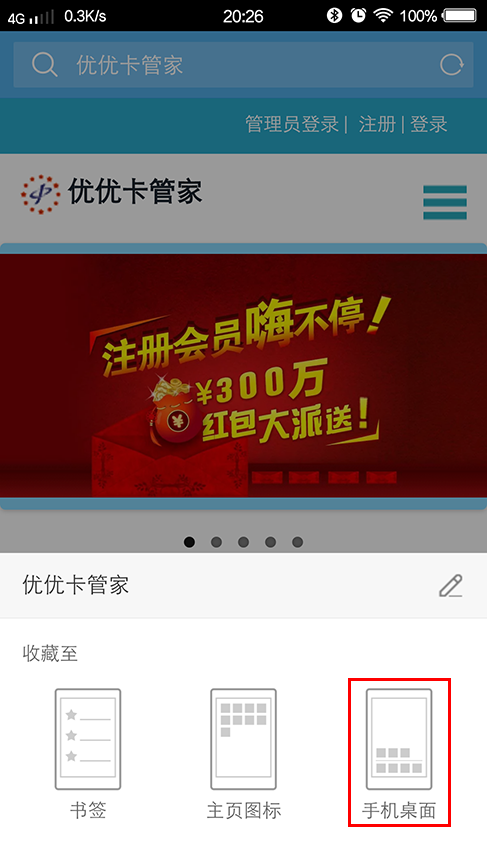 4G 0.3K/s 20:26 100%
优优卡管家
管理员登录 | 注册 | 登录
优优卡管家
注册会员嗨不停!
¥300万
红包大派送!
¥
优优卡管家
收藏至
书签 主页图标 手机桌面